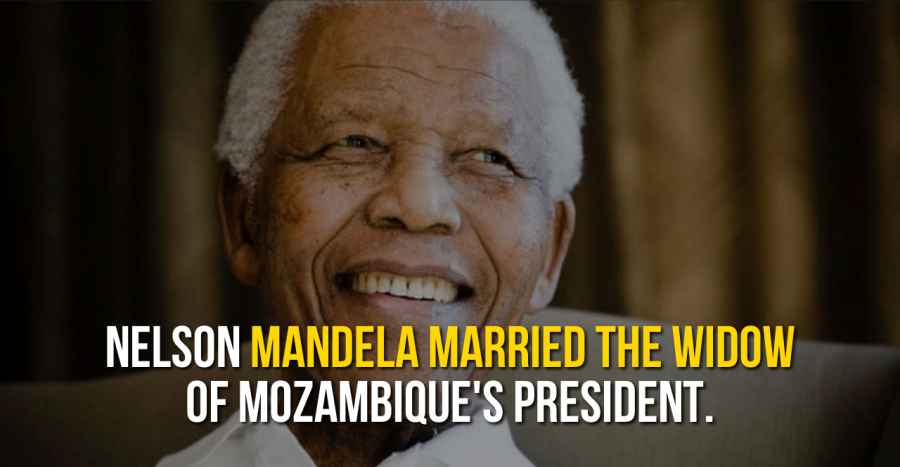 NELSON MANDELA MARRIED THE WIDOW
OF MOZAMBIQUE'S PRESIDENT.